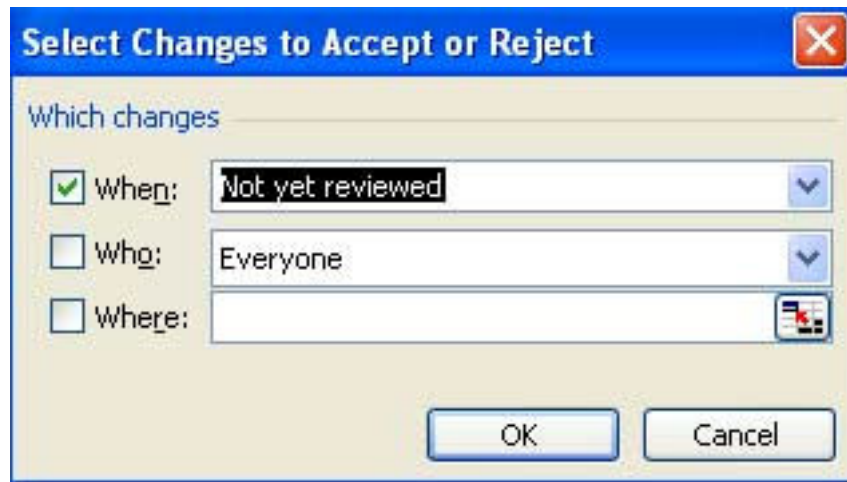 Select Changes to Accept or Reject
Which changes
When: Not yet reviewed
Who: Everyone
Where:
OK Cancel